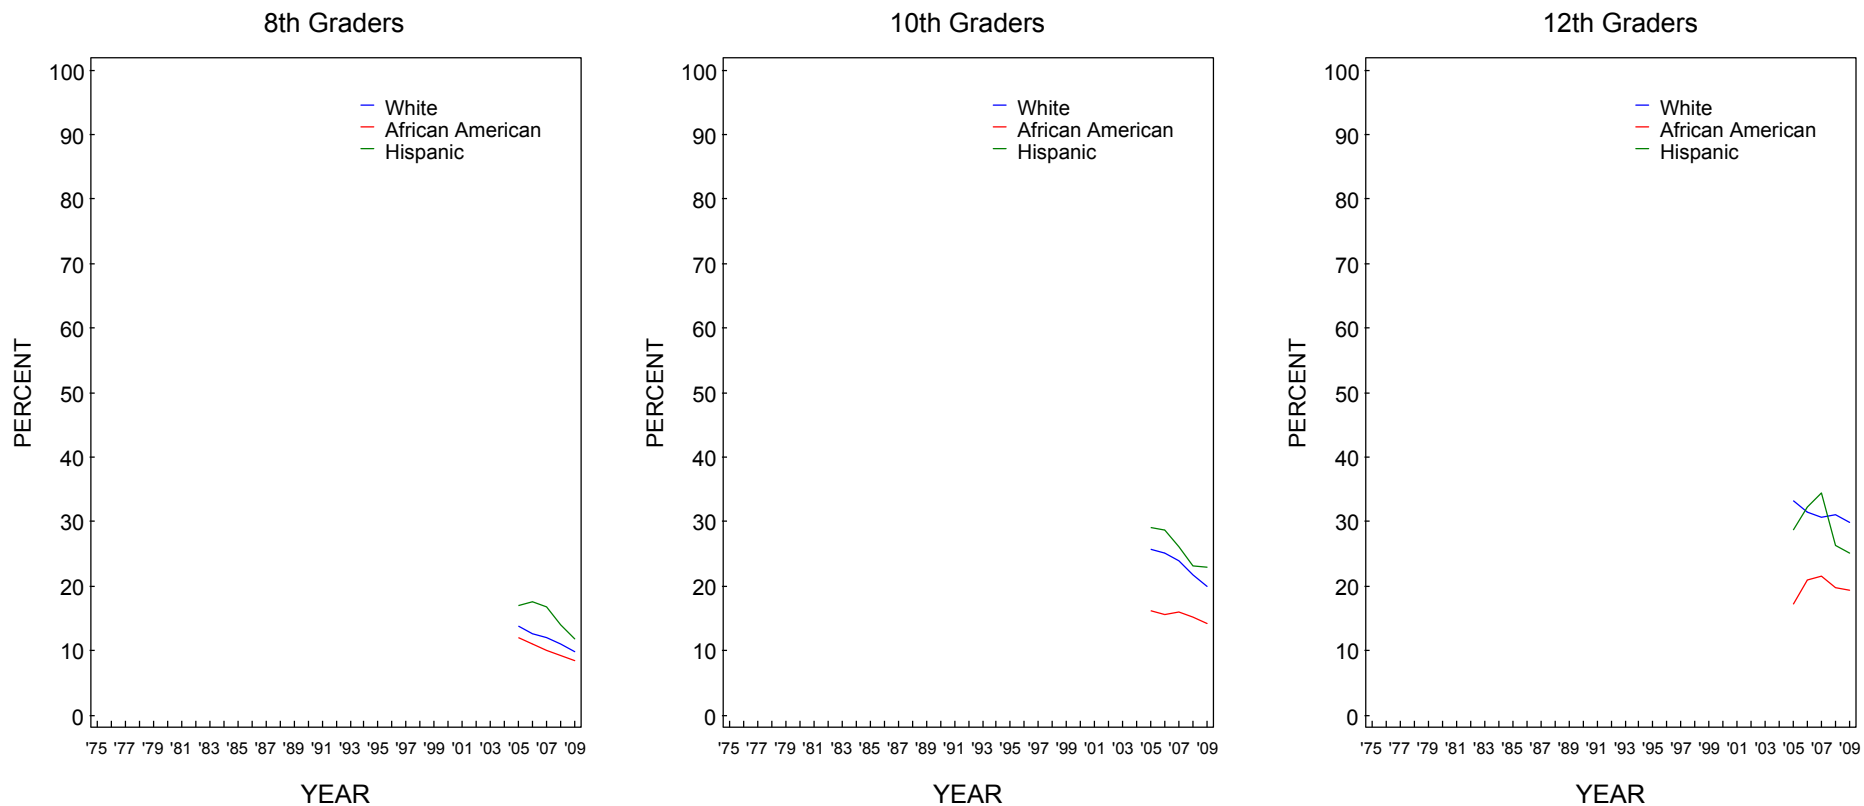 8th Graders
100
90
80
70
60
50
40
30
20
10
0
PERCENT
White
African American
Hispanic
'75 '77 '79 '81 '83 '85 '87 '89 '91 '93 '95 '97 '99 '01 '03 '05 '07 '09
YEAR
10th Graders
100
90
80
70
60
50
40
30
20
10
0
PERCENT
White
African American
Hispanic
'75 '77 '79 '81 '83 '85 '87 '89 '91 '93 '95 '97 '99 '01 '03 '05 '07 '09
YEAR
12th Graders
100
90
80
70
60
50
40
30
20
10
0
PERCENT
White
African American
Hispanic
'75 '77 '79 '81 '83 '85 '87 '89 '91 '93 '95 '97 '99 '01 '03 '05 '07 '09
YEAR